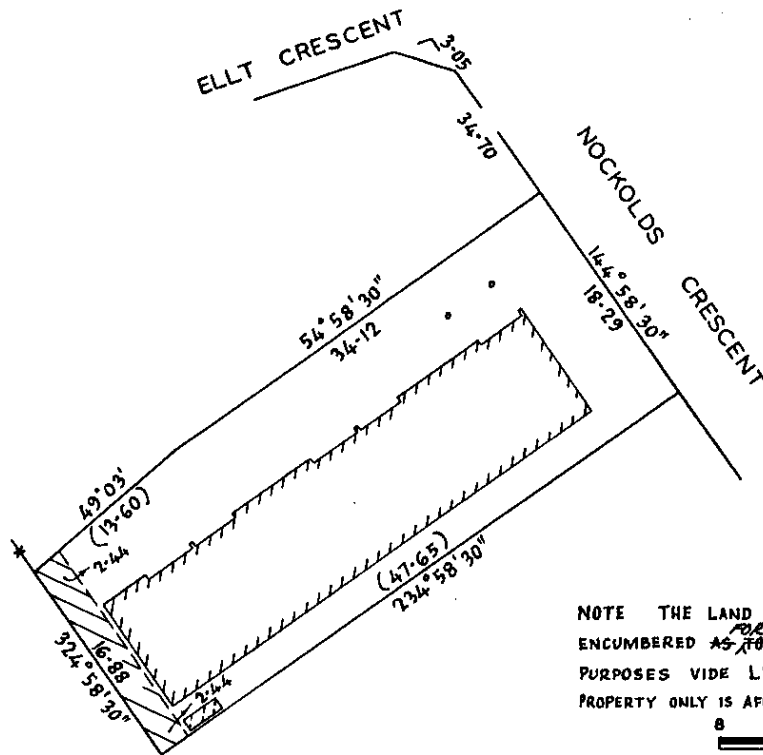 ELLT CRESCENT
3·05
34·70
NOCKOLDS CRESCENT
144°58'30"
18·29
54°58'30"
34·12
49°03'
(13·60)
2·44
(47·65)
234°58'30"
16·88
324°58'30"
2·44
NOTE THE LAND
ENCUMBERED AS FOR
PURPOSES VIDE L
PROPERTY ONLY IS AF
8